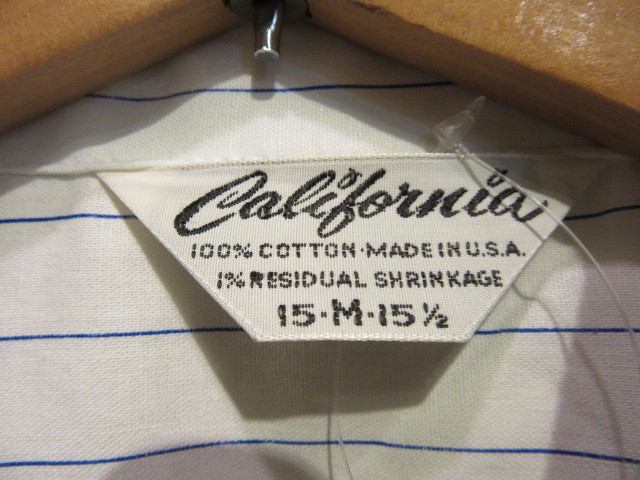 California
100% COTTON·MADE IN U.S.A.
1% RESIDUAL SHRINKAGE
15·M·15½